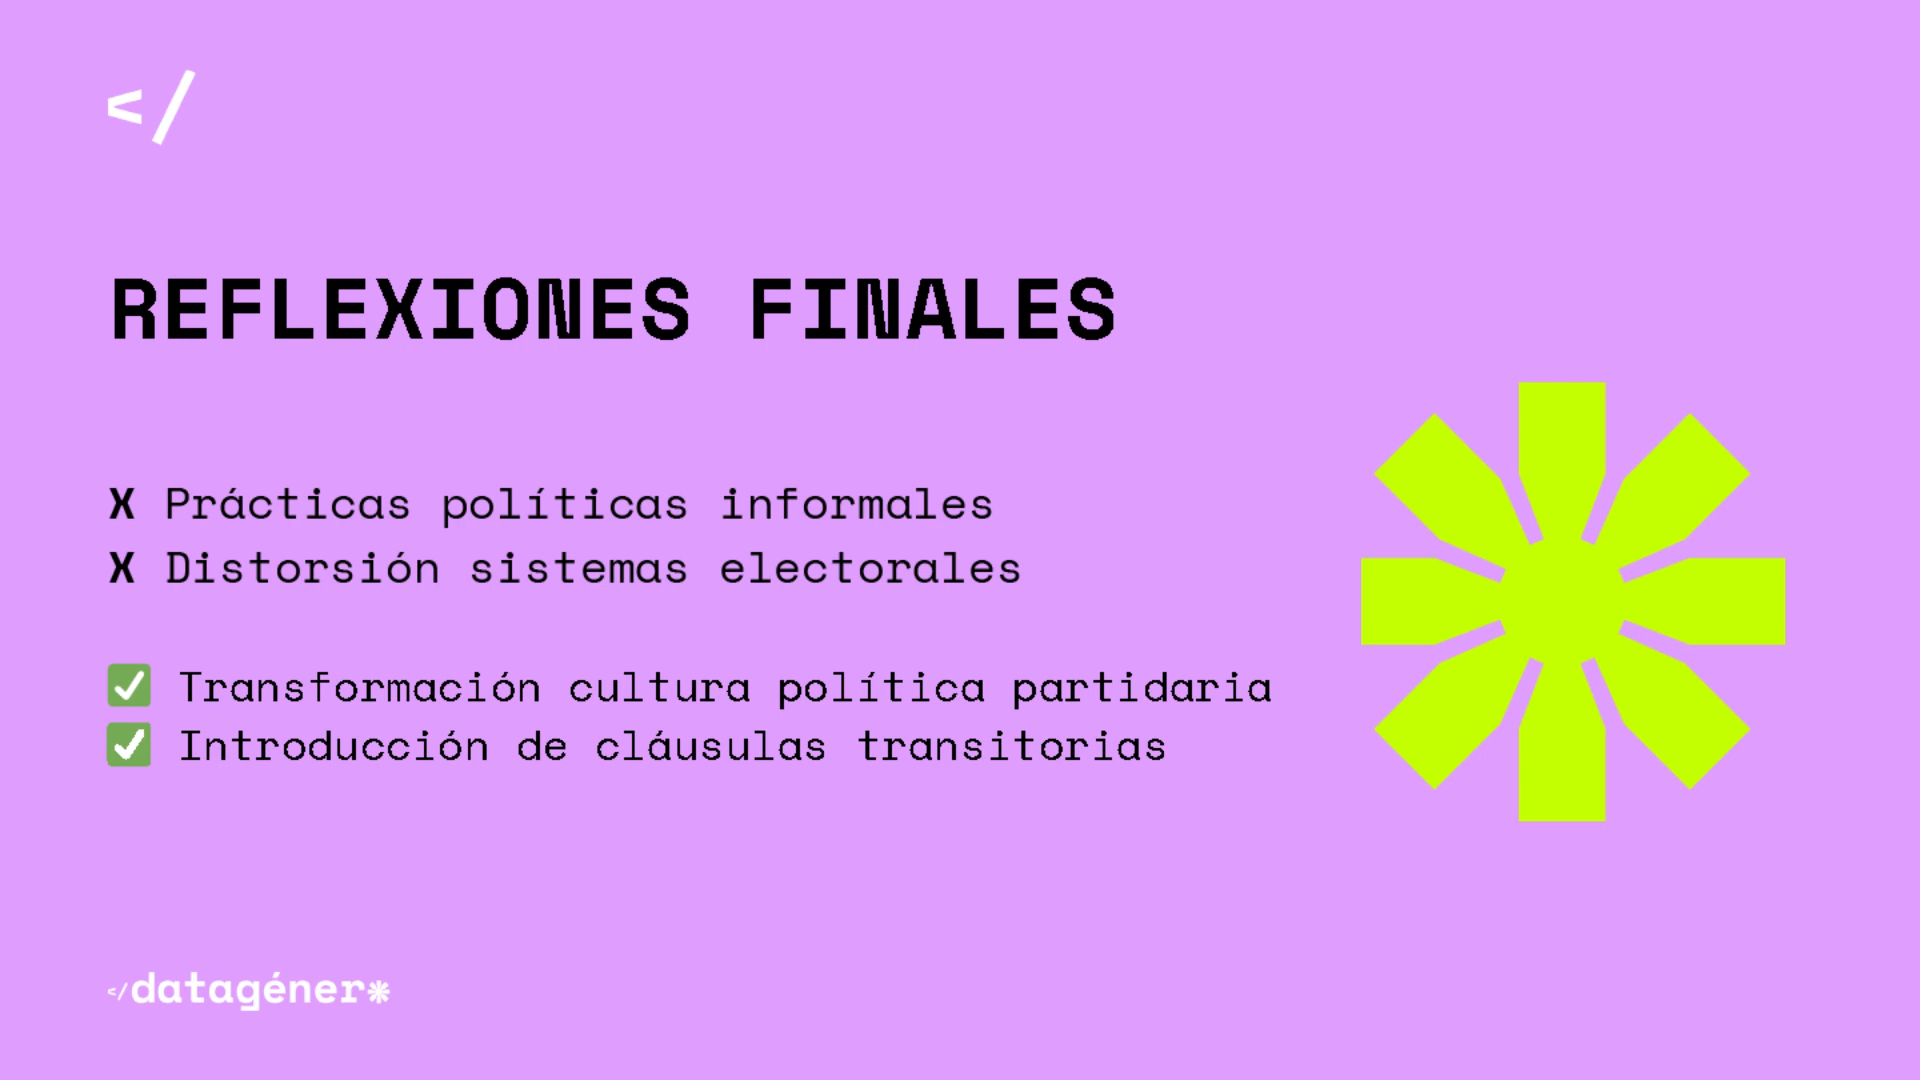 </
REFLEXIONES FINALES
X Prácticas políticas informales
X Distorsión sistemas electorales
✅ Transformación cultura política partidaria
✅ Introducción de cláusulas transitorias
</datagéner*